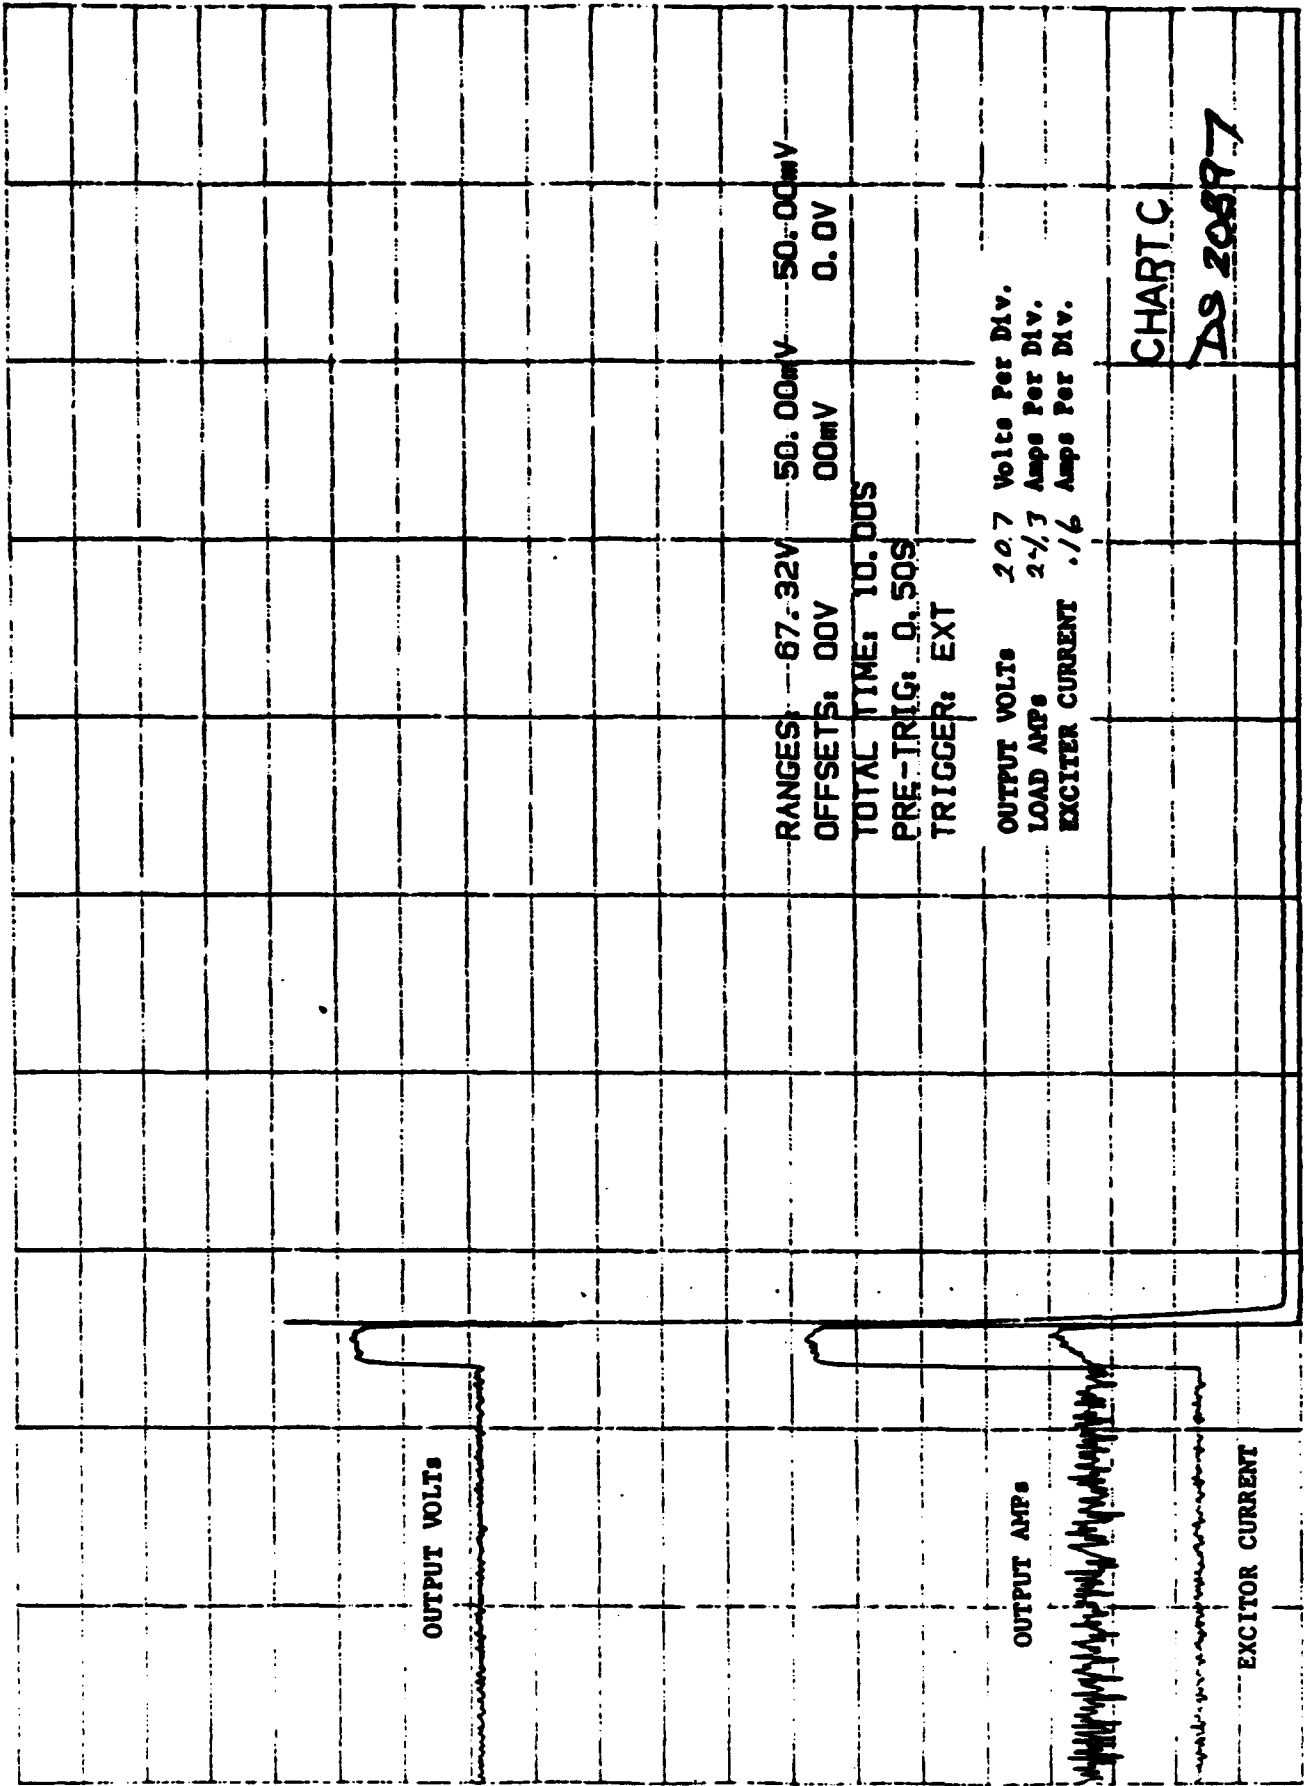 OUTPUT VOLTs
OUTPUT AMPs
EXCITOR CURRENT
RANGES: 67.32V 50.00mV 50.00mV
OFFSETS: 00V 00mV 0.0V
TOTAL TIME: 10.00S
PRE-TRIG: 0.50S
TRIGGER: EXT
OUTPUT VOLTs 20.7 Volts Per Div.
LOAD AMPs Amps Per Div.
EXCITER CURRENT .16 Amps Per Div.
CHART C
DS 20897